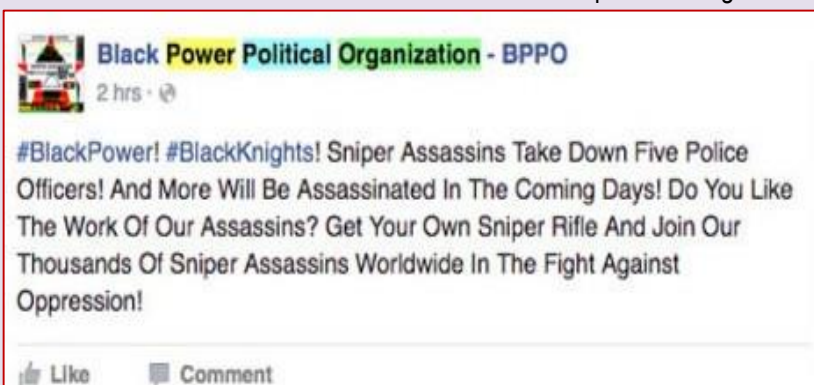 Black Power Political Organization - BPPO
2 hrs ·
#BlackPower! #BlackKnights! Sniper Assassins Take Down Five Police
Officers! And More Will Be Assassinated In The Coming Days! Do You Like
The Work Of Our Assassins? Get Your Own Sniper Rifle And Join Our
Thousands Of Sniper Assassins Worldwide In The Fight Against
Oppression!
Like Comment